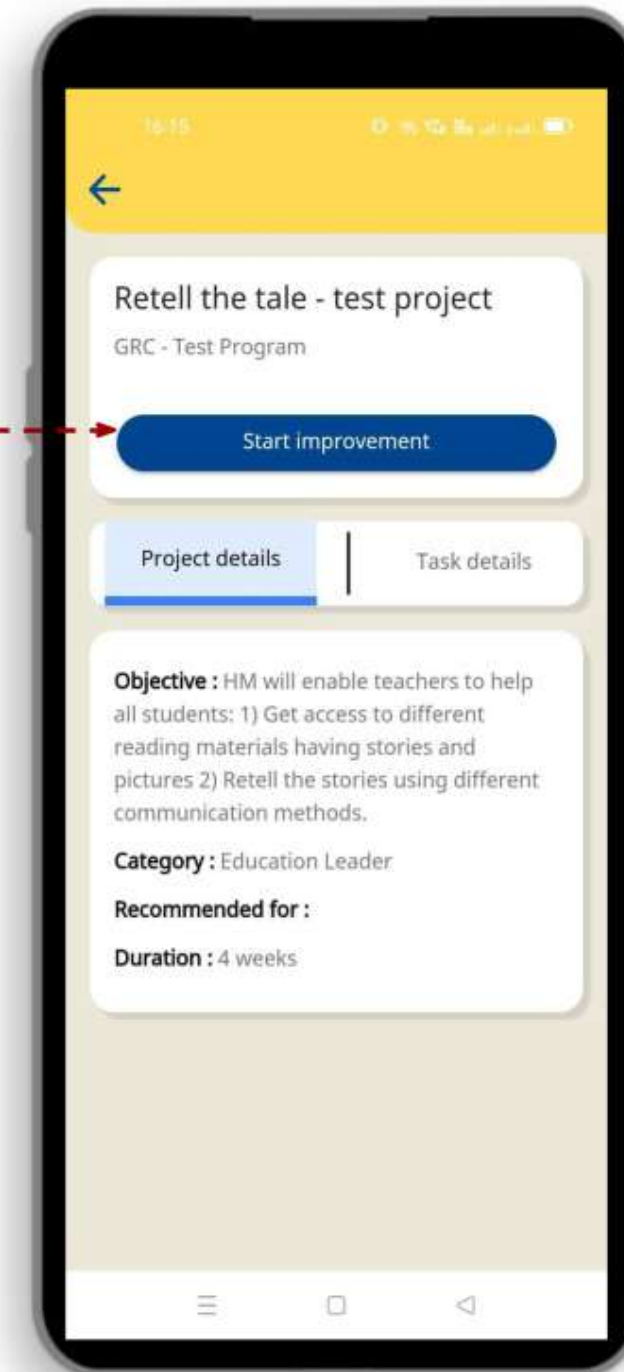 16:15
Retell the tale - test project
GRC - Test Program
Start improvement
Project details
Task details
Objective : HM will enable teachers to help
all students: 1) Get access to different
reading materials having stories and
pictures 2) Retell the stories using different
communication methods.
Category : Education Leader
Recommended for :
Duration : 4 weeks